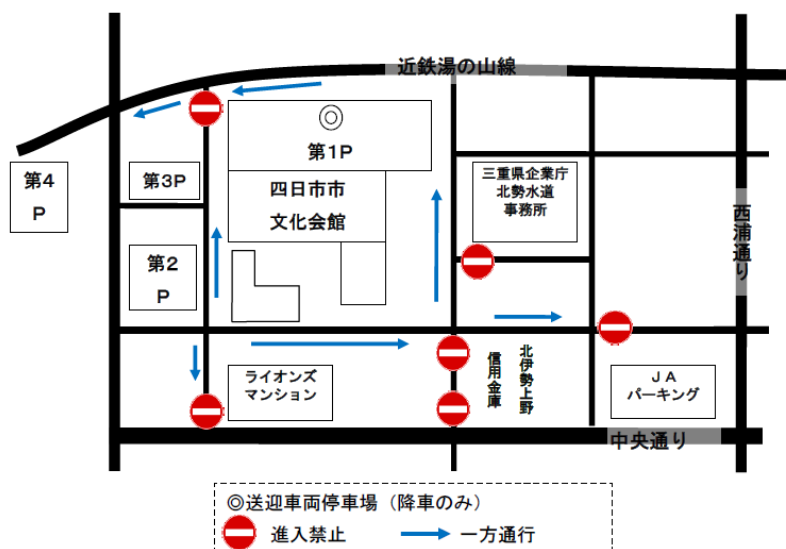 近鉄湯の山線
第1P
第4
P
第3P
四日市市
文化会館
三重県企業庁
北勢水道
事務所
西浦通り
第2
P
ライオンズ
マンション
北伊勢上野
信用金庫
JA
パーキング
中央通り
◎送迎車両停車場（降車のみ）
進入禁止
一方通行